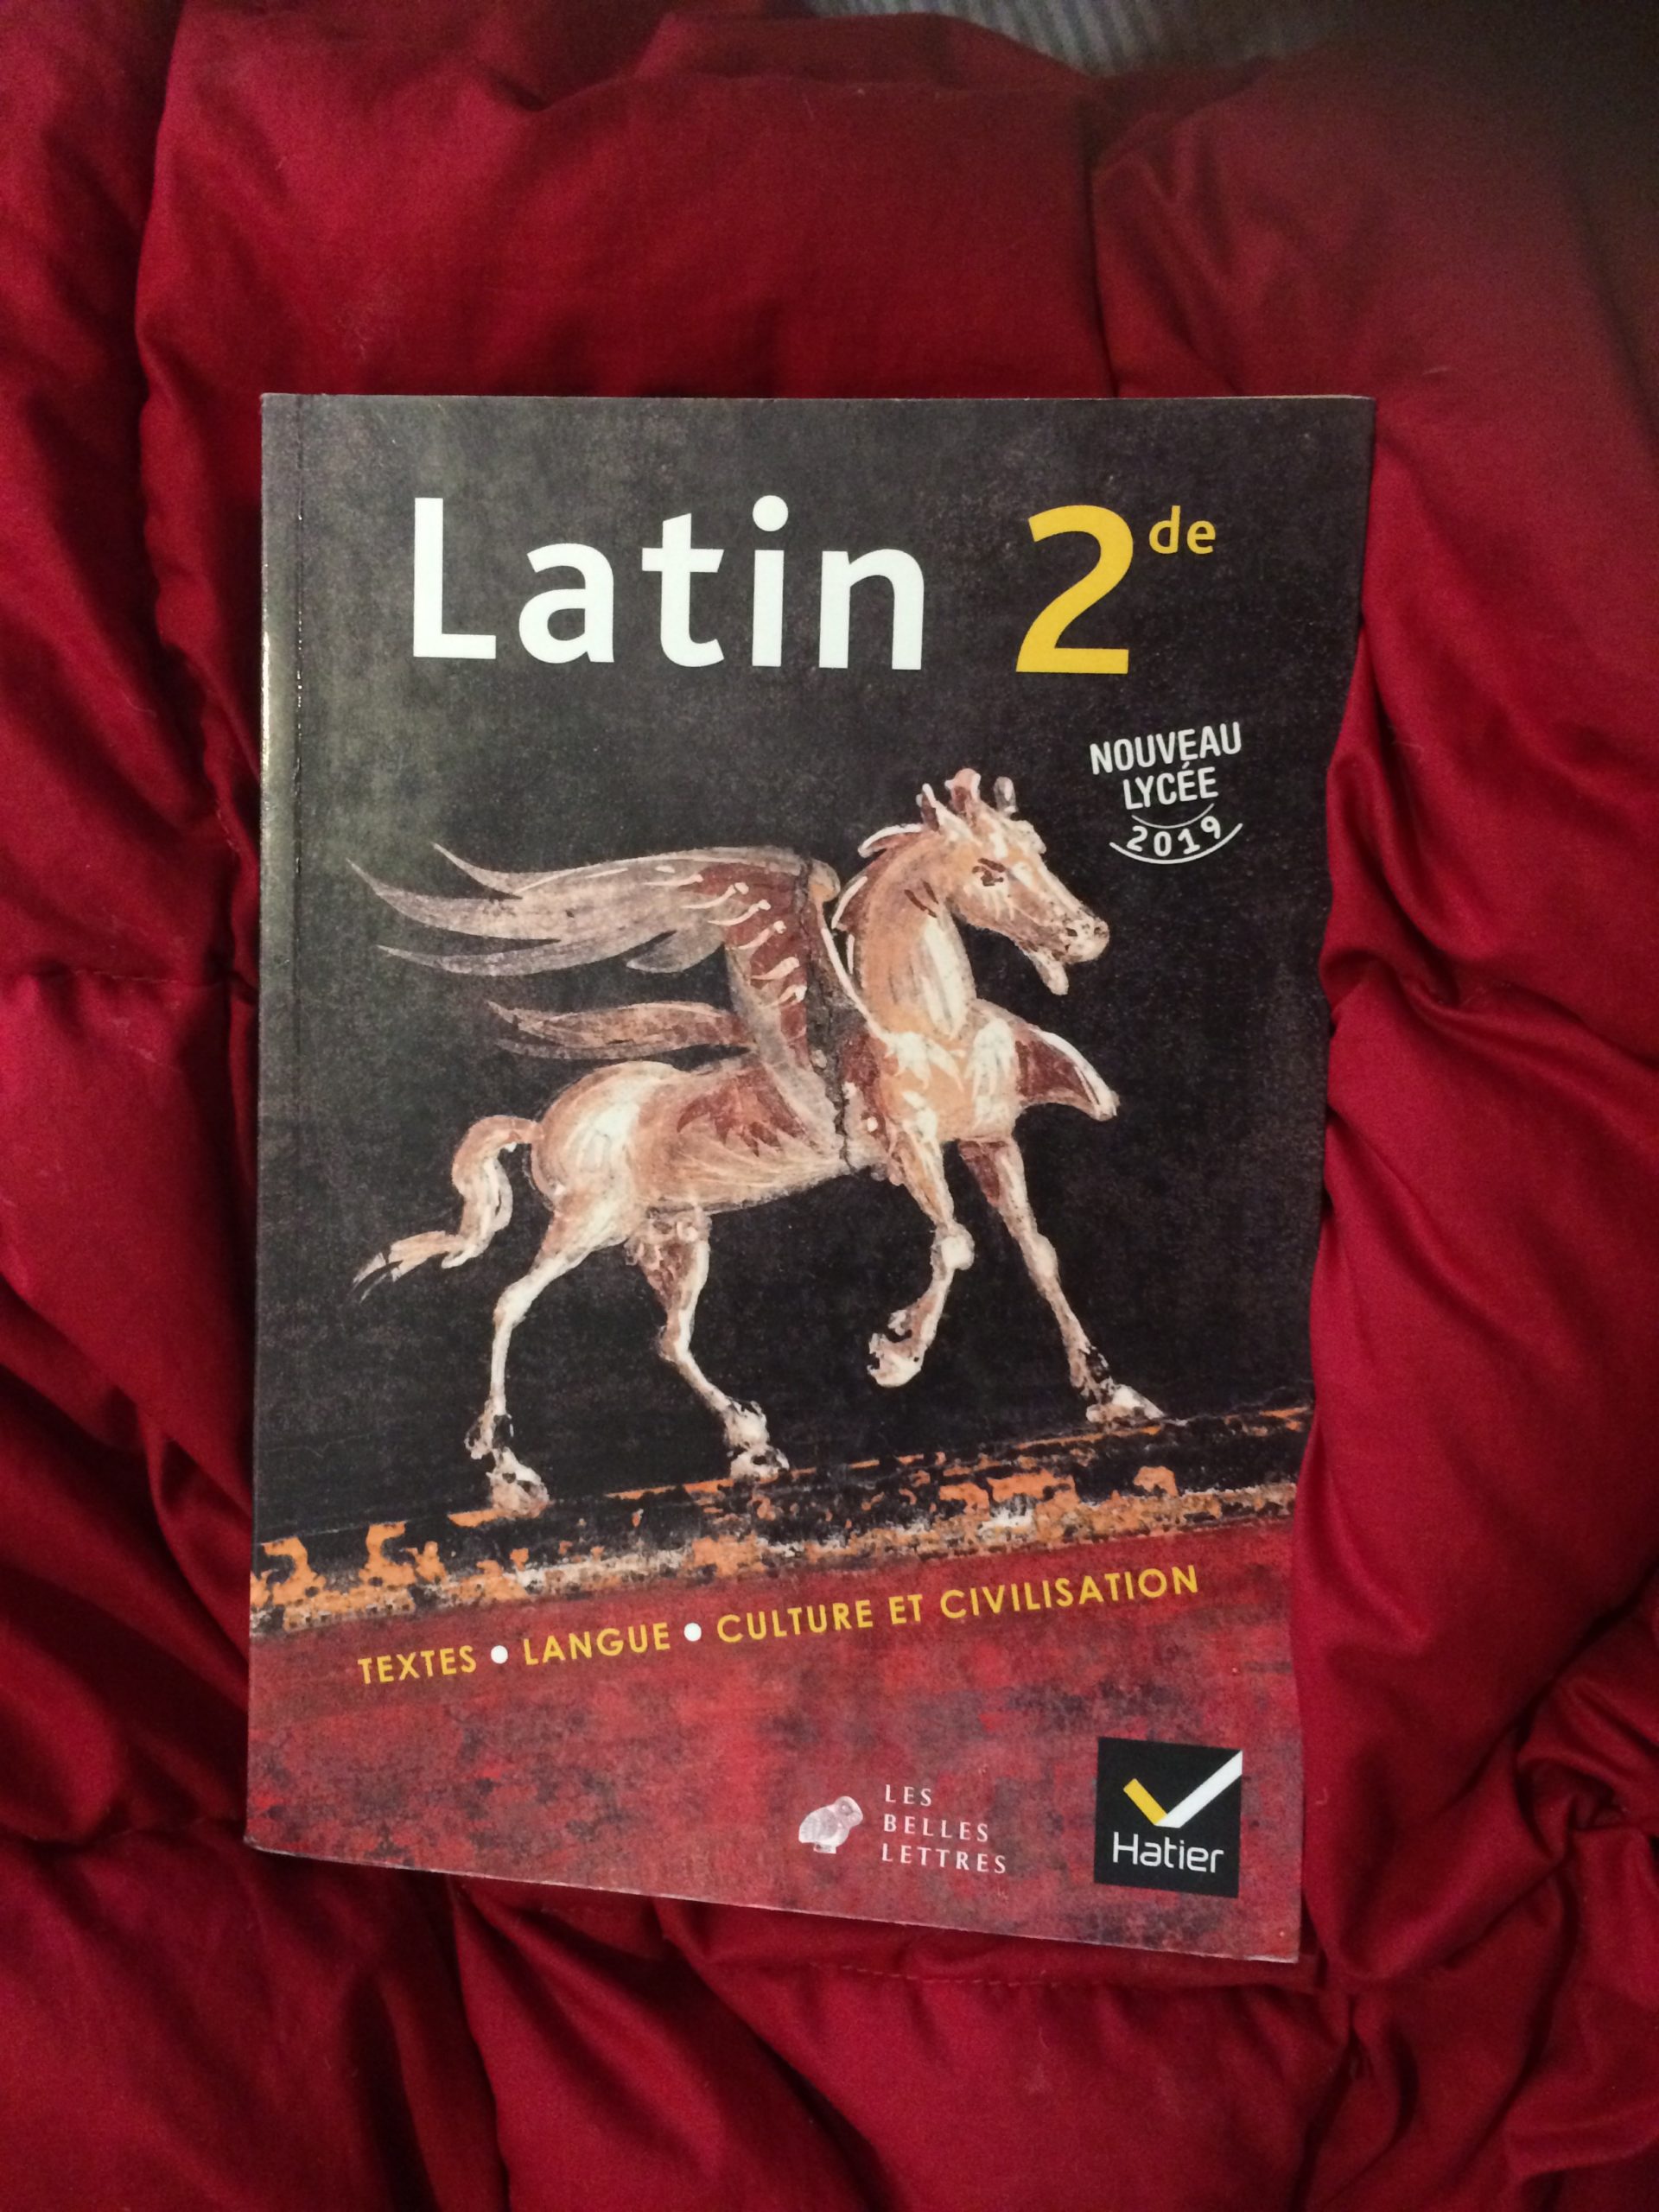 Latin 2de
NOUVEAU
LYCÉE
2019
TEXTES • LANGUE • CULTURE ET CIVILISATION
LES
BELLES
LETTRES
Hatier